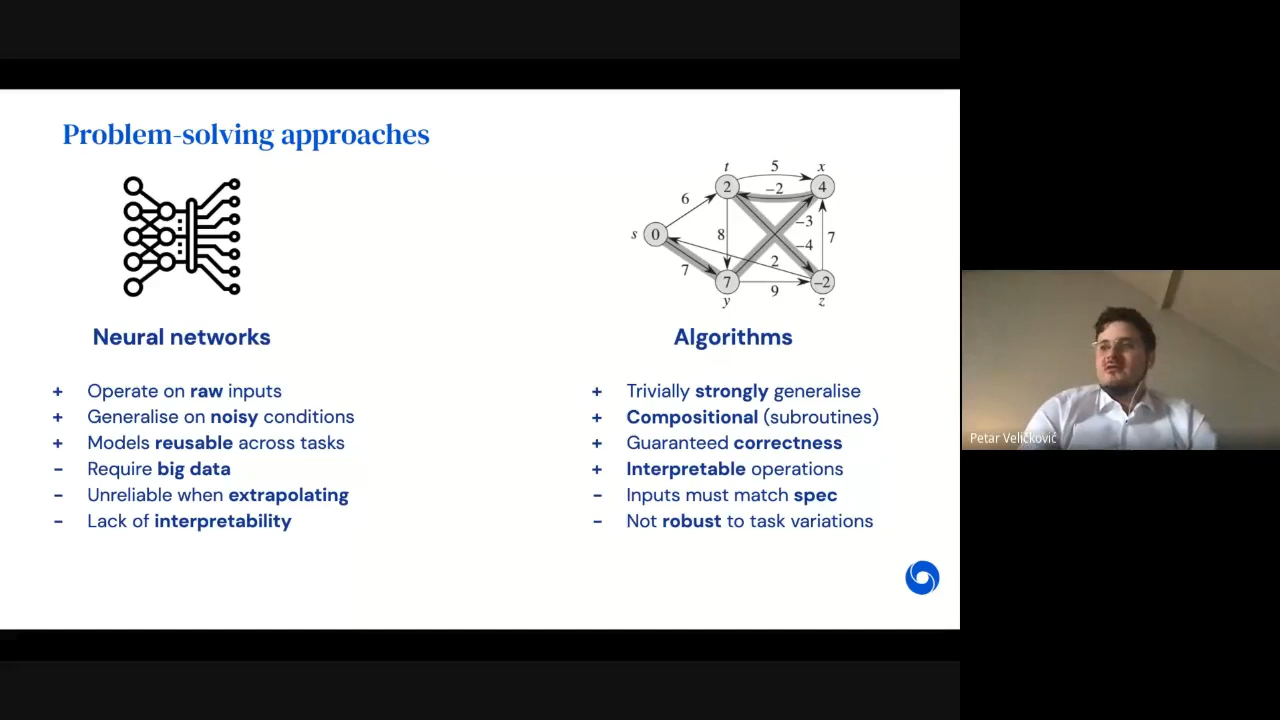 Problem-solving approaches
t
5
x
2
-2
4
6
-3
s
0
8
-4
7
7
2
7
9
-2
y
z
Neural networks
Algorithms
+ Operate on raw inputs
+ Generalise on noisy conditions
+ Models reusable across tasks
- Require big data
- Unreliable when extrapolating
- Lack of interpretability
+ Trivially strongly generalise
+ Compositional (subroutines)
+ Guaranteed correctness
+ Interpretable operations
- Inputs must match spec
- Not robust to task variations
Petar Veličković